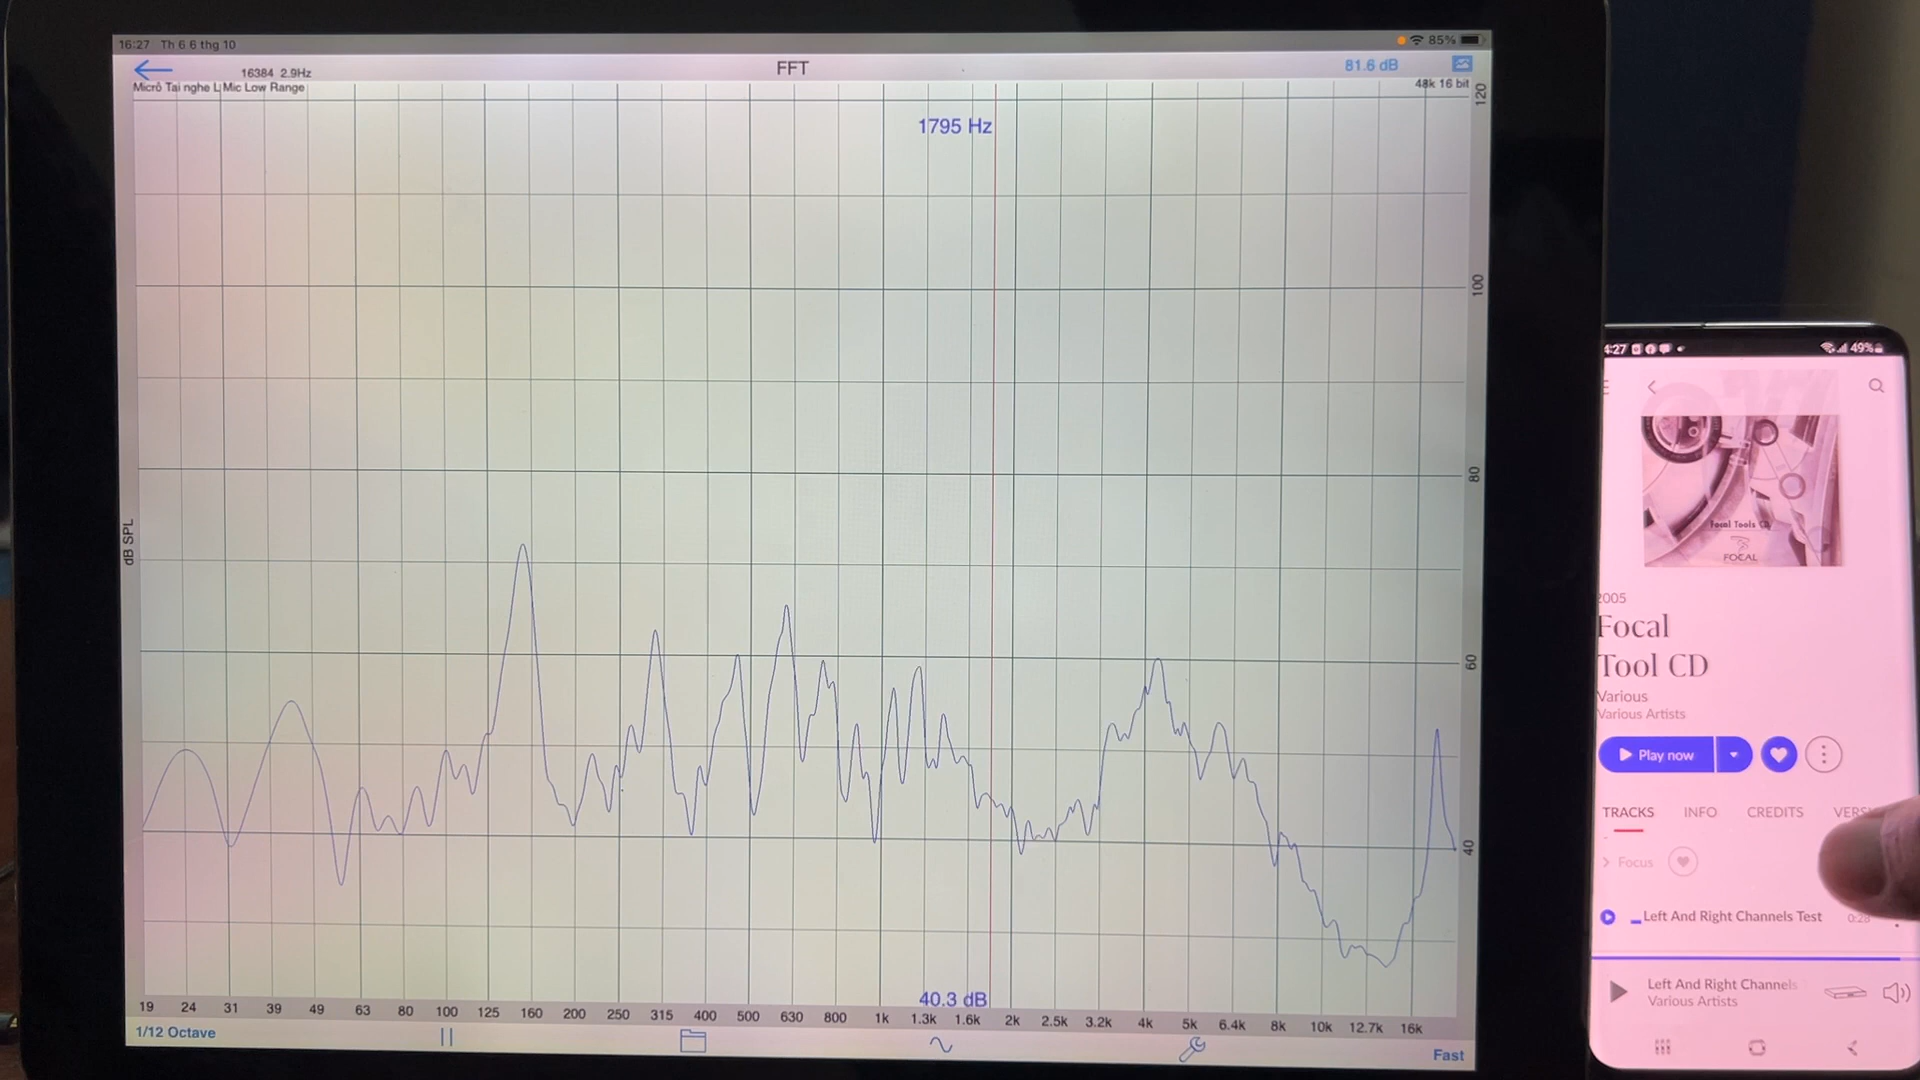 16:27 Th 6 6 thg 10
85%
16384 2.9Hz
FFT
81.6 dB
Micrô Tai nghe L Mic Low Range
48k 16 bit
1795 Hz
120
100
80
60
40
dB SPL
40.3 dB
19 24 31 39 49 63 80 100 125 160 200 250 315 400 500 630 800 1k 1.3k 1.6k 2k 2.5k 3.2k 4k 5k 6.4k 8k 10k 12.7k 16k
1/12 Octave
Fast
4:27
49%
Focal Tools CD
FOCAL
2005
Focal
Tool CD
Various
Various Artists
Play now
TRACKS INFO CREDITS VERS
Focus
Left And Right Channels Test 0:28
Left And Right Channels
Various Artists